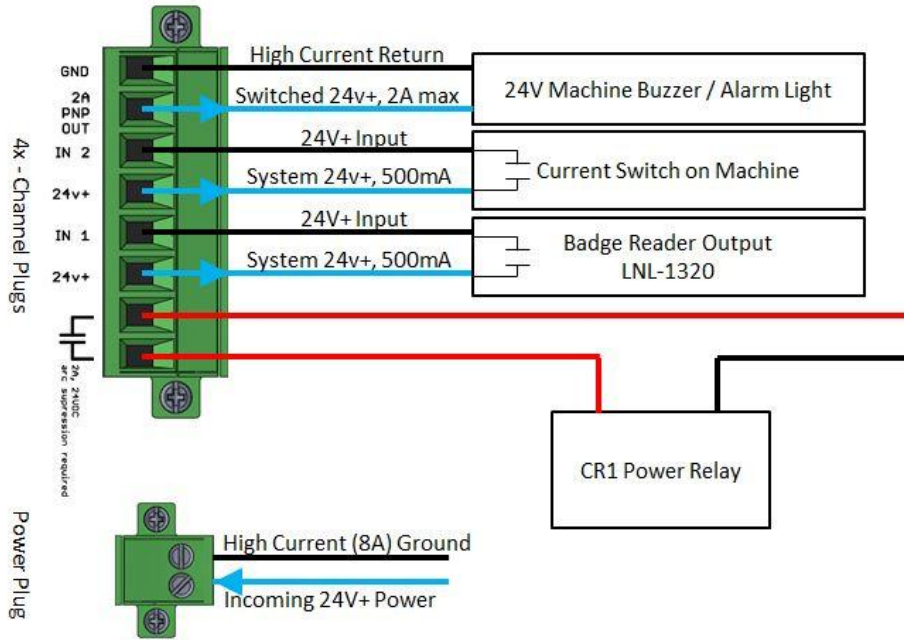 High Current Return
GND
24V Machine Buzzer / Alarm Light
2A
PNP
OUT
Switched 24v+, 2A max
24V+ Input
IN 2
Current Switch on Machine
System 24v+, 500mA
24v+
24V+ Input
IN 1
Badge Reader Output
LNL-1320
System 24v+, 500mA
24v+
4x - Channel Plugs
2A, 24VDC
arc supression required
CR1 Power Relay
Power Plug
High Current (8A) Ground
Incoming 24V+ Power